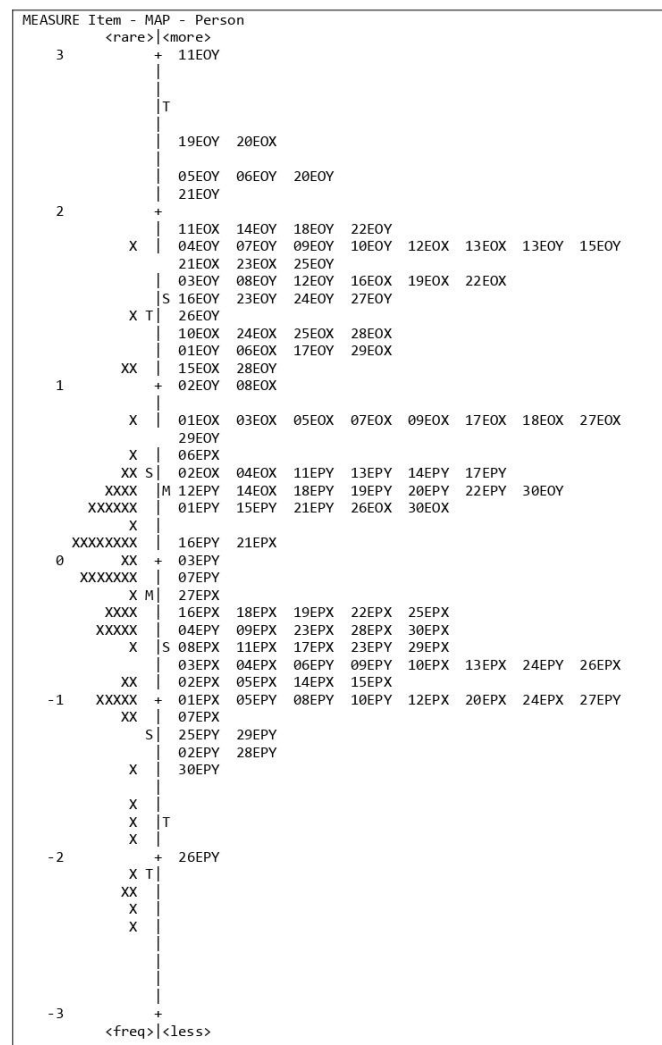 MEASURE Item - MAP - Person
<rare>|<more>
3 + 11EOY
|
|
|T
|
| 19EOY 20EOX
|
| 05EOY 06EOY 20EOY
| 21EOY
2 +
| 11EOX 14EOY 18EOY 22EOY
X | 04EOY 07EOY 09EOY 10EOY 12EOX 13EOX 13EOY 15EOY
21EOX 23EOX 25EOY
| 03EOY 08EOY 12EOY 16EOX 19EOX 22EOX
|S 16EOY 23EOY 24EOY 27EOY
X T| 26EOY
| 10EOX 24EOX 25EOX 28EOX
| 01EOY 06EOX 17EOY 29EOX
XX | 15EOX 28EOY
1 + 02EOY 08EOX
|
X | 01EOX 03EOX 05EOX 07EOX 09EOX 17EOX 18EOX 27EOX
29EOY
X | 06EPX
XX S| 02EOX 04EOX 11EPY 13EPY 14EPY 17EPY
XXXX |M 12EPY 14EOX 18EPY 19EPY 20EPY 22EPY 30EOY
XXXXXX | 01EPY 15EPY 21EPY 26EOX 30EOX
X |
XXXXXXXX | 16EPY 21EPX
0 XX + 03EPY
XXXXXXX | 07EPY
X M| 27EPX
XXXX | 16EPX 18EPX 19EPX 22EPX 25EPX
XXXXX | 04EPY 09EPX 23EPX 28EPX 30EPX
X |S 08EPX 11EPX 17EPX 23EPY 29EPX
| 03EPX 04EPX 06EPY 09EPY 10EPX 13EPX 24EPY 26EPX
XX | 02EPX 05EPX 14EPX 15EPX
-1 XXXXX + 01EPX 05EPY 08EPY 10EPY 12EPX 20EPX 24EPX 27EPY
XX | 07EPX
S| 25EPY 29EPY
| 02EPY 28EPY
X | 30EPY
|
X |
X |T
X |
-2 + 26EPY
X T|
XX |
X |
X |
|
|
|
|
-3 +
<freq>|<less>